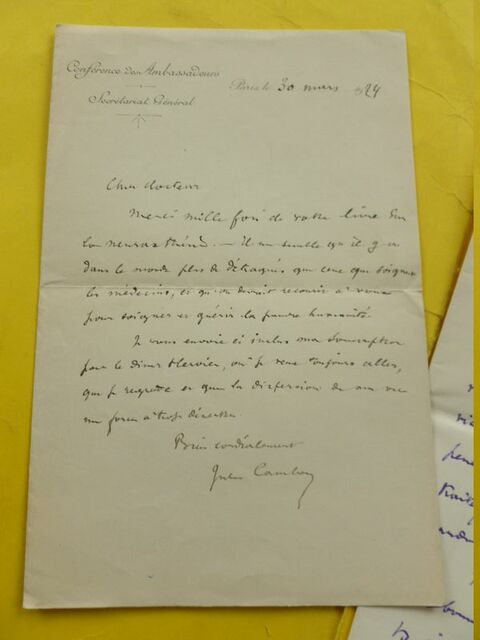 Conférence des Ambassadeurs
Secrétariat Général
Paris le 30 mars 1924
Cher docteur
Merci mille fois de votre livre sur
la neurasthénie. — il me semble qu'il y a
dans le monde plus de détraqués que ceux que soignent
les médecins, et qu'on devrait recourir à vous
pour soigner et guérir la pauvre humanité.
Je vous envoie ci inclus ma souscription
pour le diner Hervier, où je veux toujours aller,
que je regrette et que la dispersion de ma vie
me force à trop déserter.
Bien cordialement
Jules Cambon